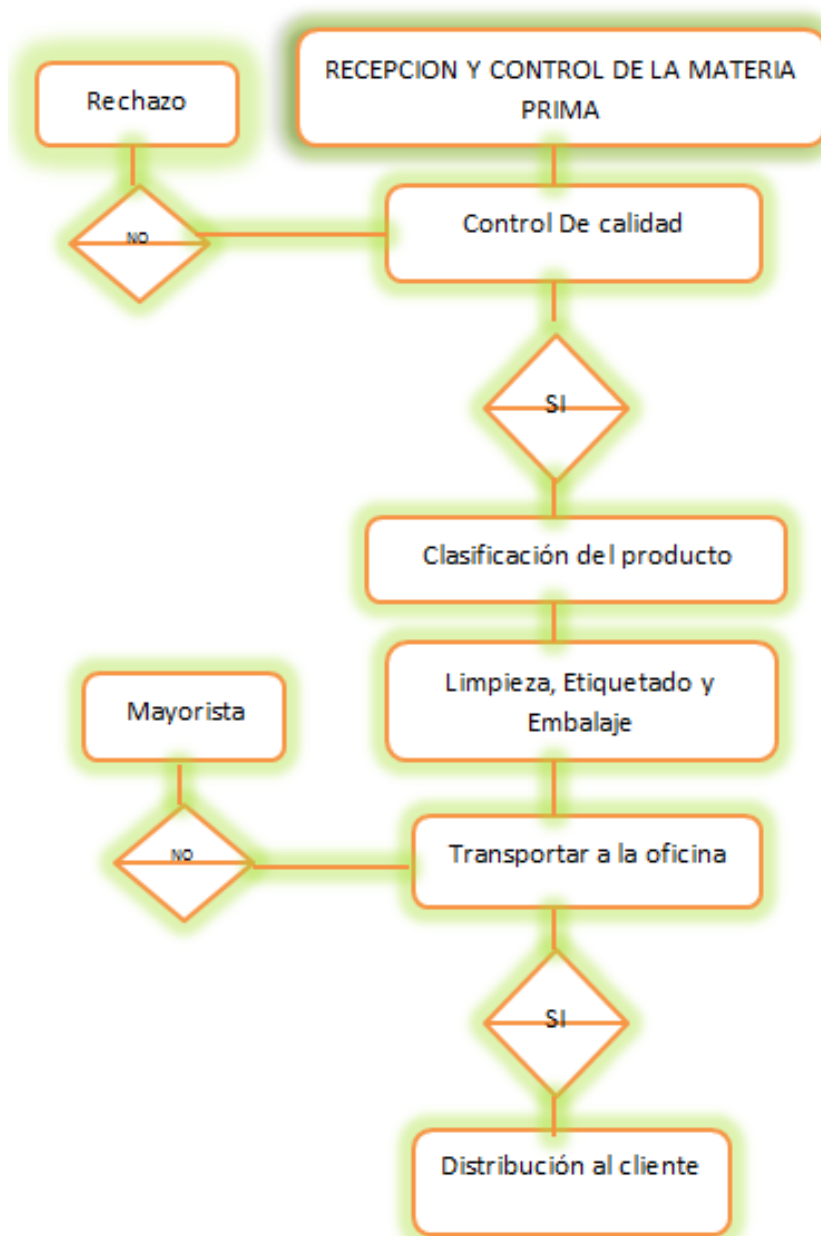 RECEPCION Y CONTROL DE LA MATERIA
PRIMA
Rechazo
NO
Control De calidad
SI
Clasificación del producto
Limpieza, Etiquetado y
Embalaje
Mayorista
NO
Transportar a la oficina
SI
Distribución al cliente